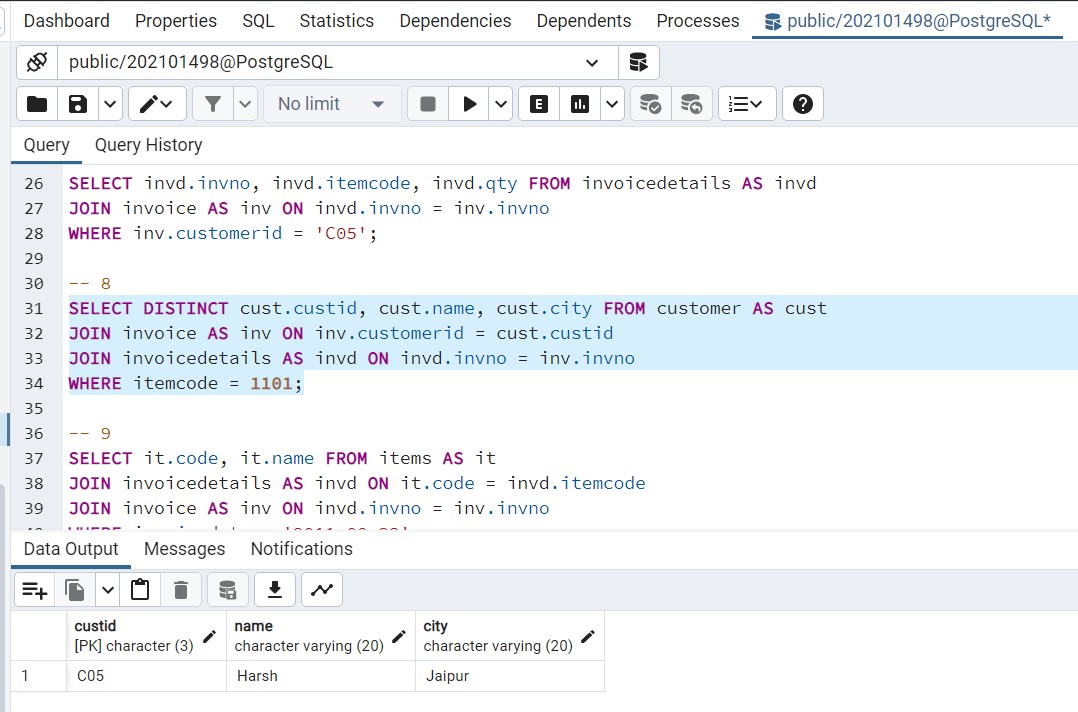 Dashboard Properties SQL Statistics Dependencies Dependents Processes public/202101498@PostgreSQL*
public/202101498@PostgreSQL
No limit E ?
Query Query History
26 SELECT invd.invno, invd.itemcode, invd.qty FROM invoicedetails AS invd
27 JOIN invoice AS inv ON invd.invno = inv.invno
28 WHERE inv.customerid = 'C05';
29
30 -- 8
31 SELECT DISTINCT cust.custid, cust.name, cust.city FROM customer AS cust
32 JOIN invoice AS inv ON inv.customerid = cust.custid
33 JOIN invoicedetails AS invd ON invd.invno = inv.invno
34 WHERE itemcode = 1101;
35
36 -- 9
37 SELECT it.code, it.name FROM items AS it
38 JOIN invoicedetails AS invd ON it.code = invd.itemcode
39 JOIN invoice AS inv ON invd.invno = inv.invno
Data Output Messages Notifications
custid name city
[PK] character (3) character varying (20) character varying (20)
1 C05 Harsh Jaipur